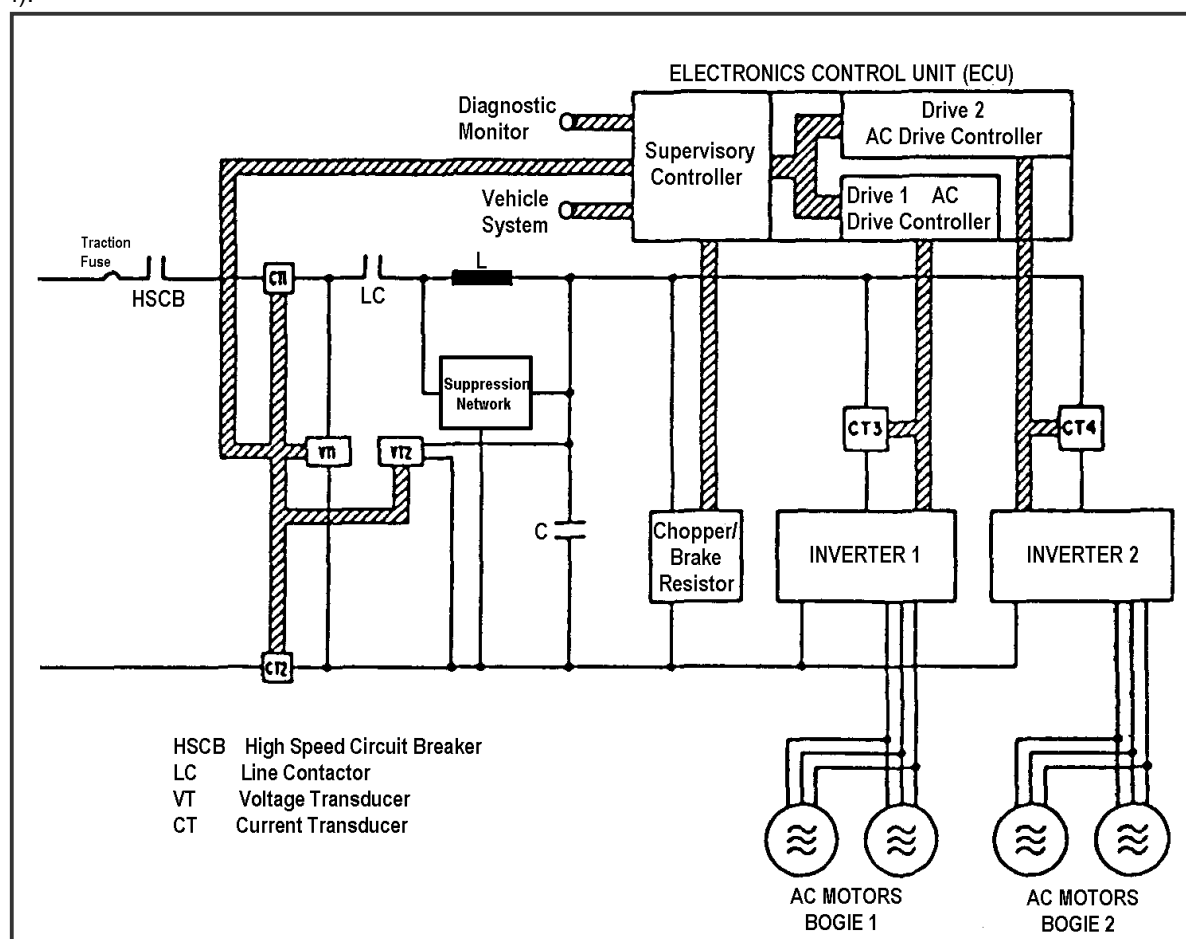 4).
ELECTRONICS CONTROL UNIT (ECU)
Diagnostic
Monitor
Supervisory
Controller
Drive 2
AC Drive Controller
Drive 1 AC
Drive Controller
Vehicle
System
Traction
Fuse
HSCB
CT1
LC
L
Suppression
Network
VT1
VT2
C
CT2
Chopper/
Brake
Resistor
CT3
CT4
INVERTER 1
INVERTER 2
HSCB High Speed Circuit Breaker
LC Line Contactor
VT Voltage Transducer
CT Current Transducer
AC MOTORS
BOGIE 1
AC MOTORS
BOGIE 2